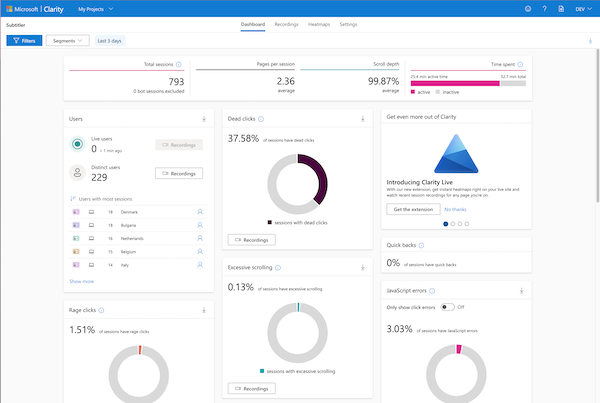 Microsoft | Clarity
My Projects
DEV
Subtitler
Dashboard
Recordings
Heatmaps
Settings
Filters
Segments
Last 3 days
Total sessions
793
0 bot sessions excluded
Pages per session
2.36
average
Scroll depth
99.87%
average
Time spent
25.4 min active time
32.7 min total
active
inactive
Users
Live users
0
Recordings
Distinct users
229
Recordings
Users with most sessions
18 Denmark
18 Bulgaria
16 Netherlands
15 Belgium
14 Italy
Show more
Dead clicks
37.58% of sessions have dead clicks
sessions with dead clicks
Recordings
Get even more out of Clarity
Introducing Clarity Live
With our new extension, get instant heatmaps right on your live site and
watch recent session recordings for any page you're on.
Get the extension
No thanks
Quick backs
0% of sessions have quick backs
Rage clicks
1.51% of sessions have rage clicks
Excessive scrolling
0.13% of sessions have excessive scrolling
sessions with excessive scrolling
Recordings
JavaScript errors
Only show click errors
Off
3.03% of sessions have JavaScript errors